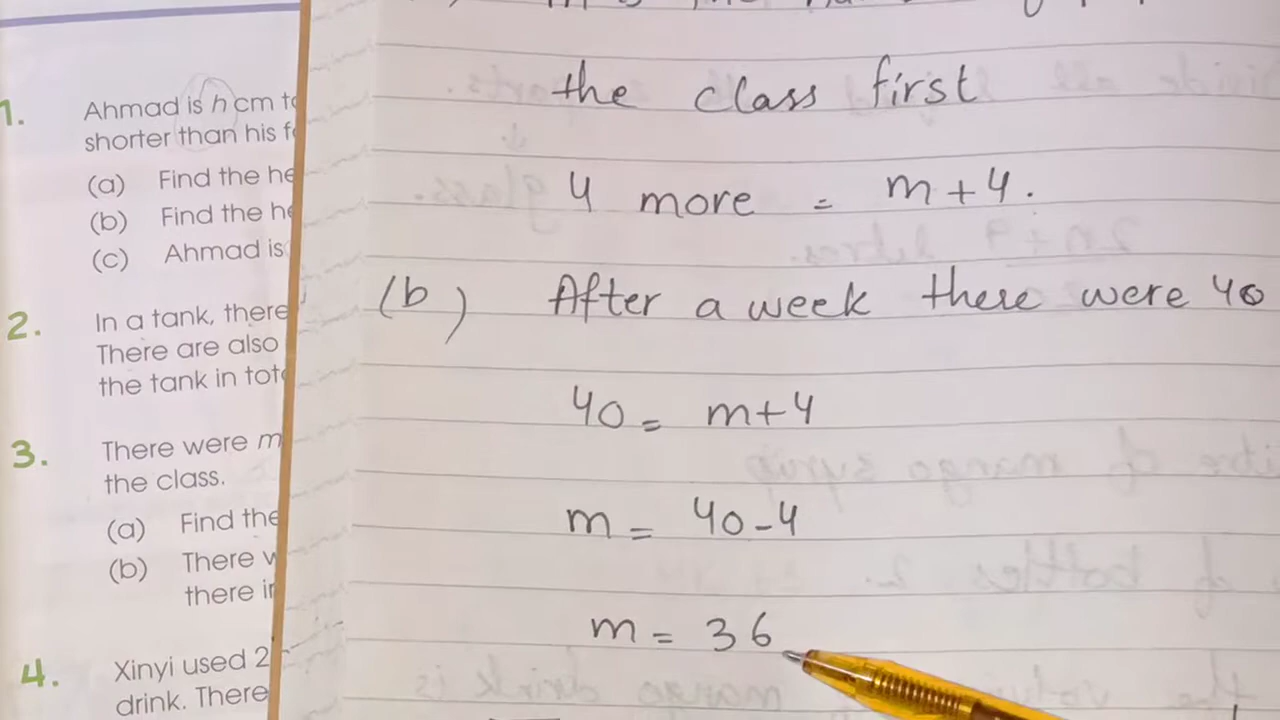 1. Ahmad is h cm
shorter than his
(a) Find the
(b) Find the
(c) Ahmad is
2. In a tank, there
There are also
the tank in
3. There were m
the class.
(a) Find the
(b) There
there
4. Xinyi used 2
drink. There
the class first
4 more = m + 4.
(b) After a week there were 40
40 = m+4
m = 40-4
m = 36